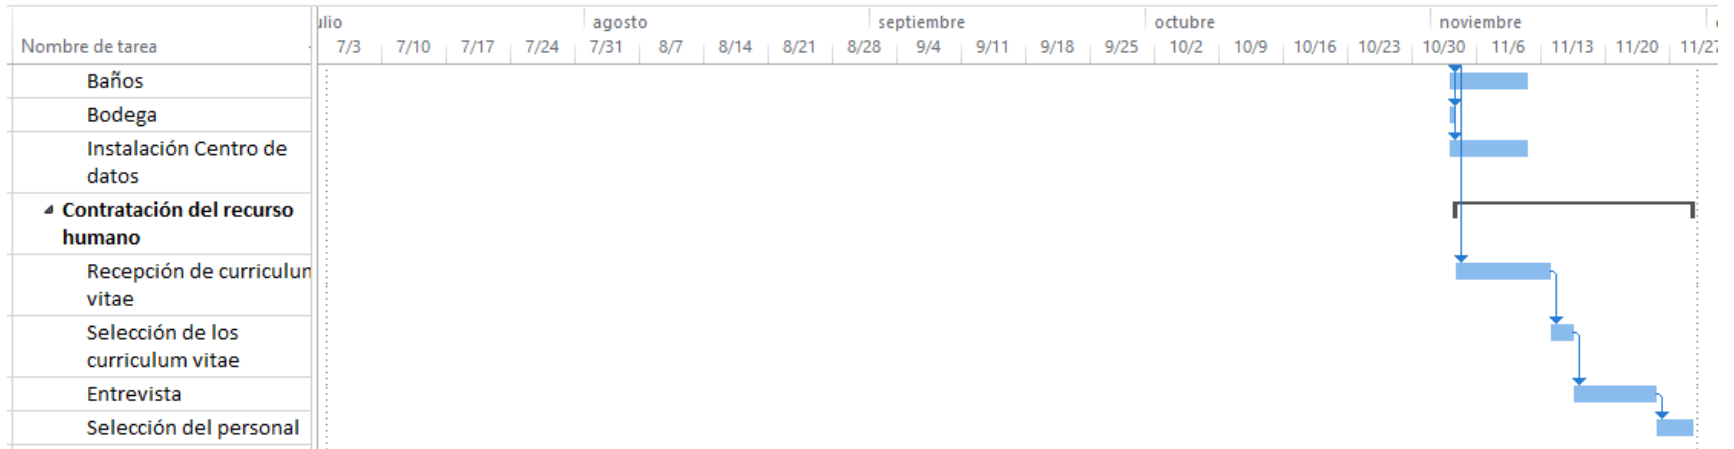 ulio agosto septiembre octubre noviembre
Nombre de tarea 7/3 7/10 7/17 7/24 7/31 8/7 8/14 8/21 8/28 9/4 9/11 9/18 9/25 10/2 10/9 10/16 10/23 10/30 11/6 11/13 11/20 11/27
Baños
Bodega
Instalación Centro de
datos
Contratación del recurso
humano
Recepción de curriculum
vitae
Selección de los
curriculum vitae
Entrevista
Selección del personal